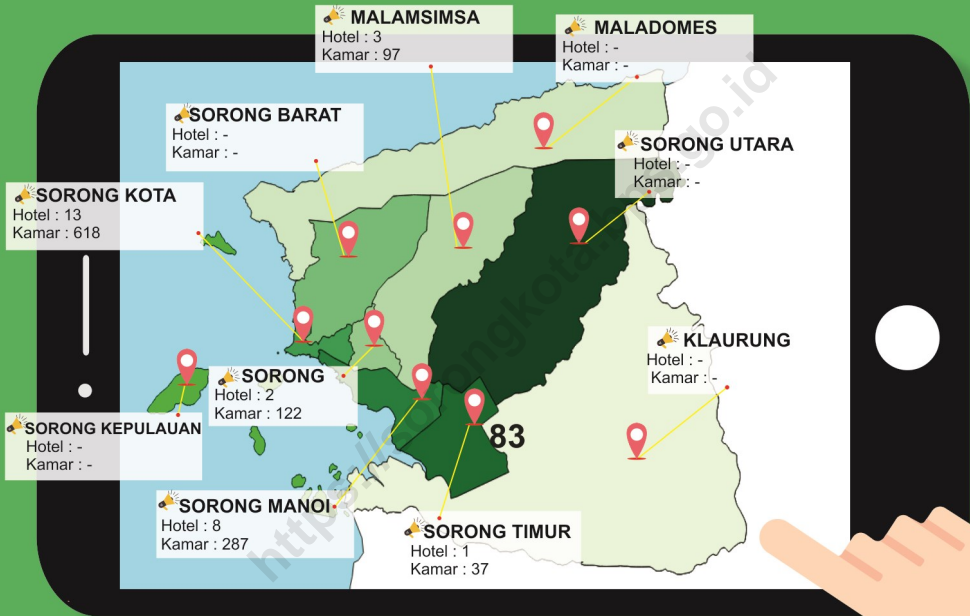 MALAMSIMSA
Hotel : 3
Kamar : 97
MALADOMES
Hotel : -
Kamar : -
SORONG BARAT
Hotel : -
Kamar : -
SORONG UTARA
Hotel : -
Kamar : -
SORONG KOTA
Hotel : 13
Kamar : 618
KLAURUNG
Hotel : -
Kamar : -
SORONG
Hotel : 2
Kamar : 122
SORONG KEPULAUAN
Hotel : -
Kamar : -
83
SORONG MANOI
Hotel : 8
Kamar : 287
SORONG TIMUR
Hotel : 1
Kamar : 37
https://sorongkota.bps.go.id